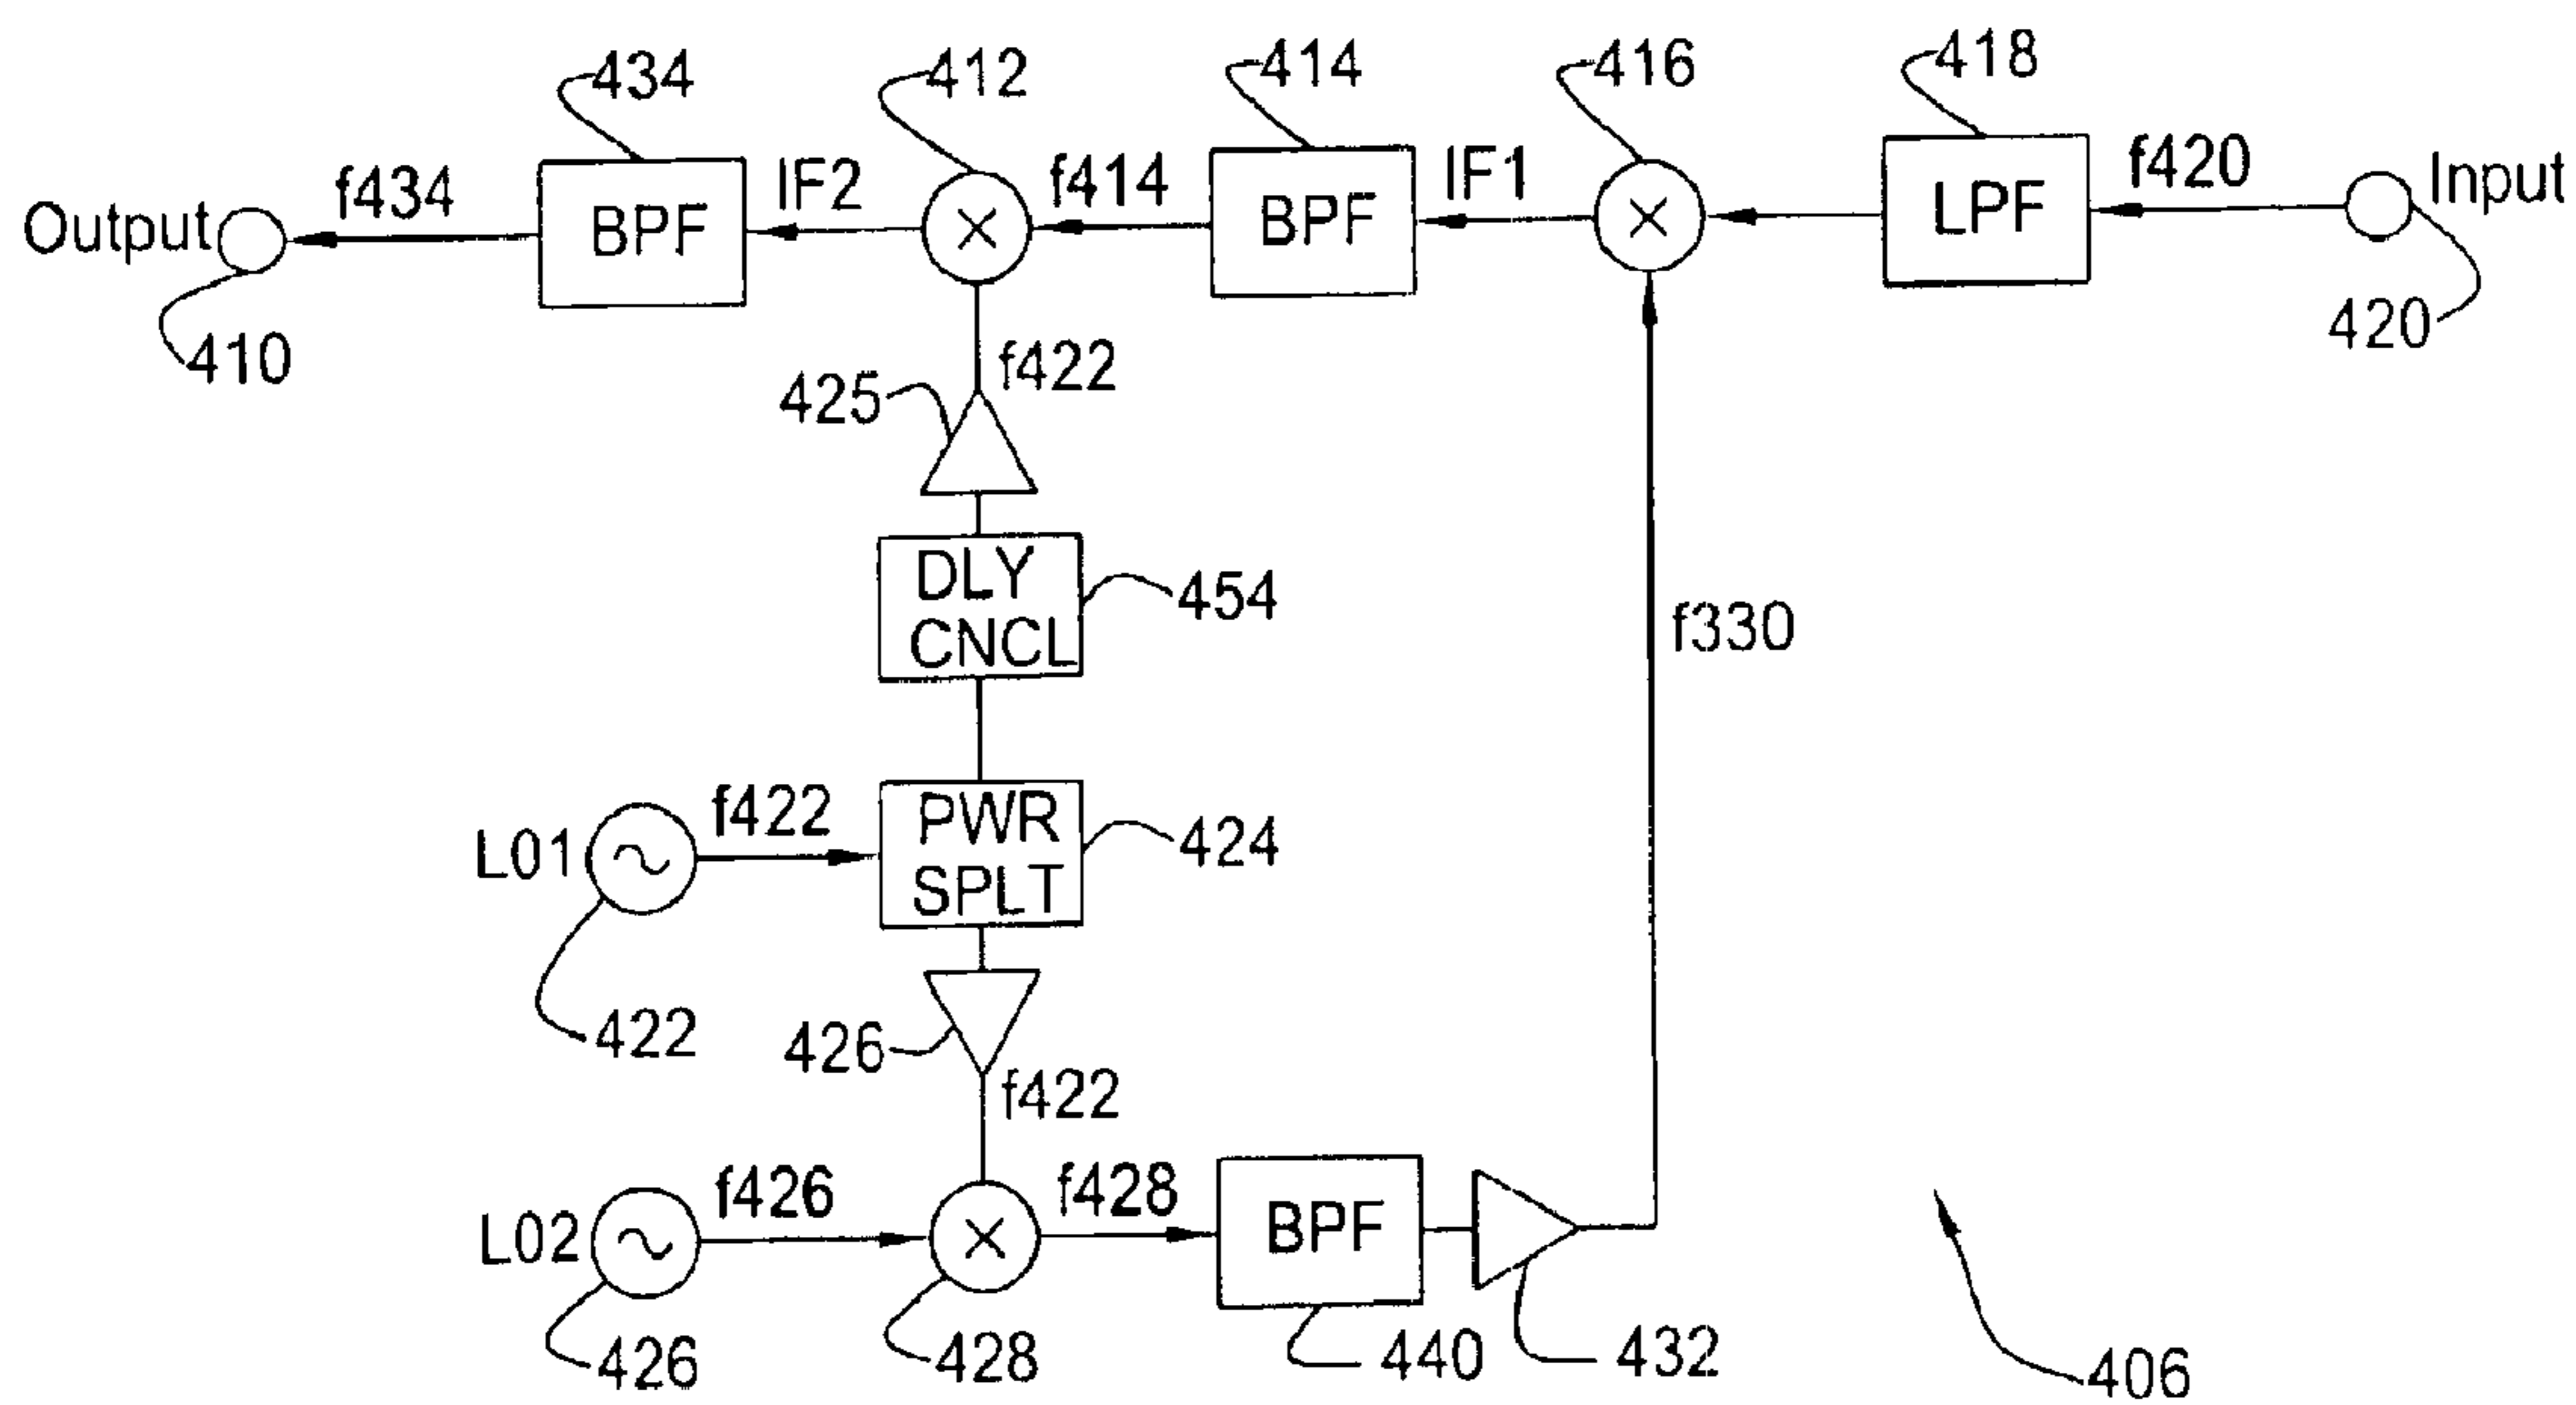 434
412
414
416
418
Output
f434
BPF
IF2
×
f414
BPF
IF1
×
LPF
f420
Input
410
425
f422
420
DLY
CNCL
454
f330
L01
f422
PWR
SPLT
424
422
426
f422
L02
f426
×
f428
BPF
426
428
440
432
406